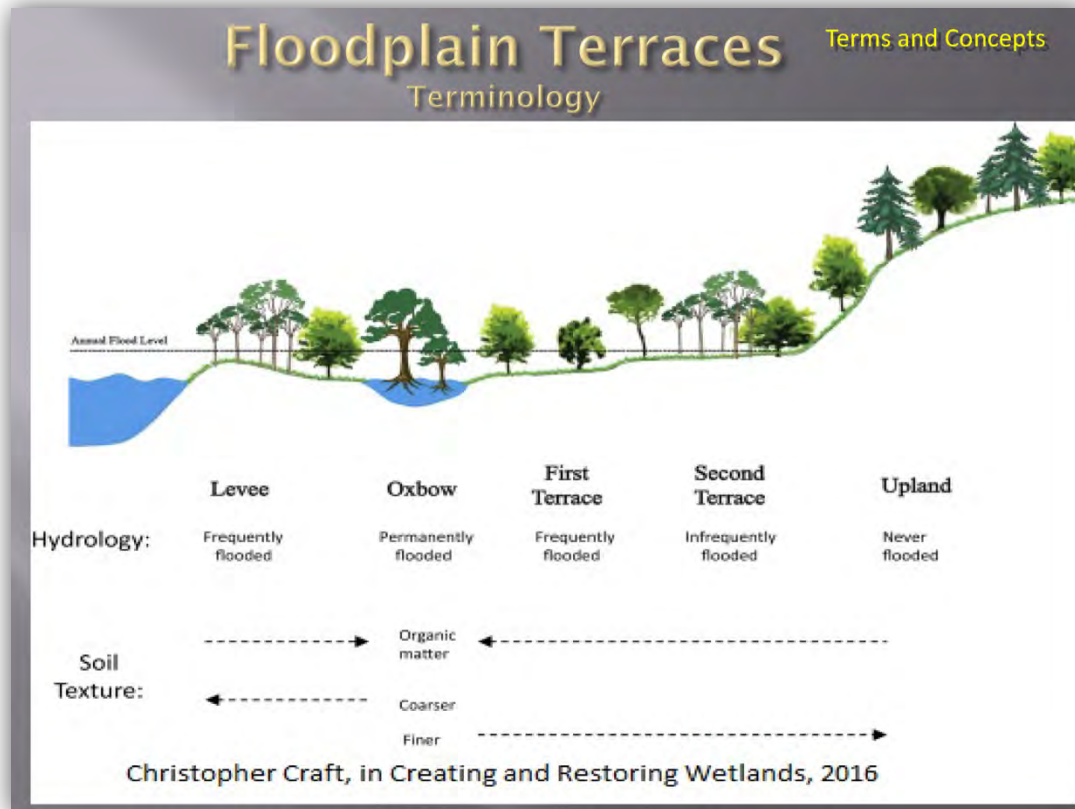 Floodplain Terraces
Terms and Concepts
Terminology
Annual Flood Level
Levee
Oxbow
First
Terrace
Second
Terrace
Upland
Hydrology:
Frequently
flooded
Permanently
flooded
Frequently
flooded
Infrequently
flooded
Never
flooded
Soil
Texture:
Organic
matter
Coarser
Finer
Christopher Craft, in Creating and Restoring Wetlands, 2016